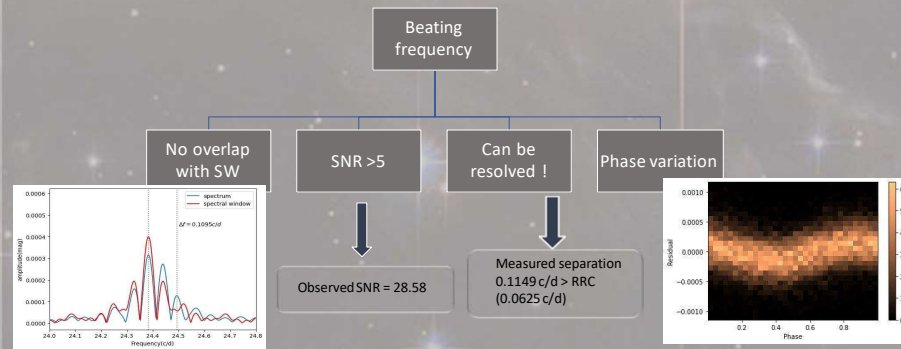 Beating
frequency
No overlap
with SW
SNR >5
Can be
resolved !
Phase variation
0.0006
0.0005
0.0004
0.0003
0.0002
0.0001
0.0000
amplitude(mag)
spectrum
spectral window
Δf=0.1095c/d
24.0 24.1 24.2 24.3 24.4 24.5 24.6 24.7 24.8
Frequency(c/d)
Observed SNR = 28.58
Measured separation
0.1149 c/d > RRC
(0.0625 c/d)
0.0010
0.0005
0.0000
−0.0005
−0.0010
Residual
0.2 0.4 0.6 0.8
Phase